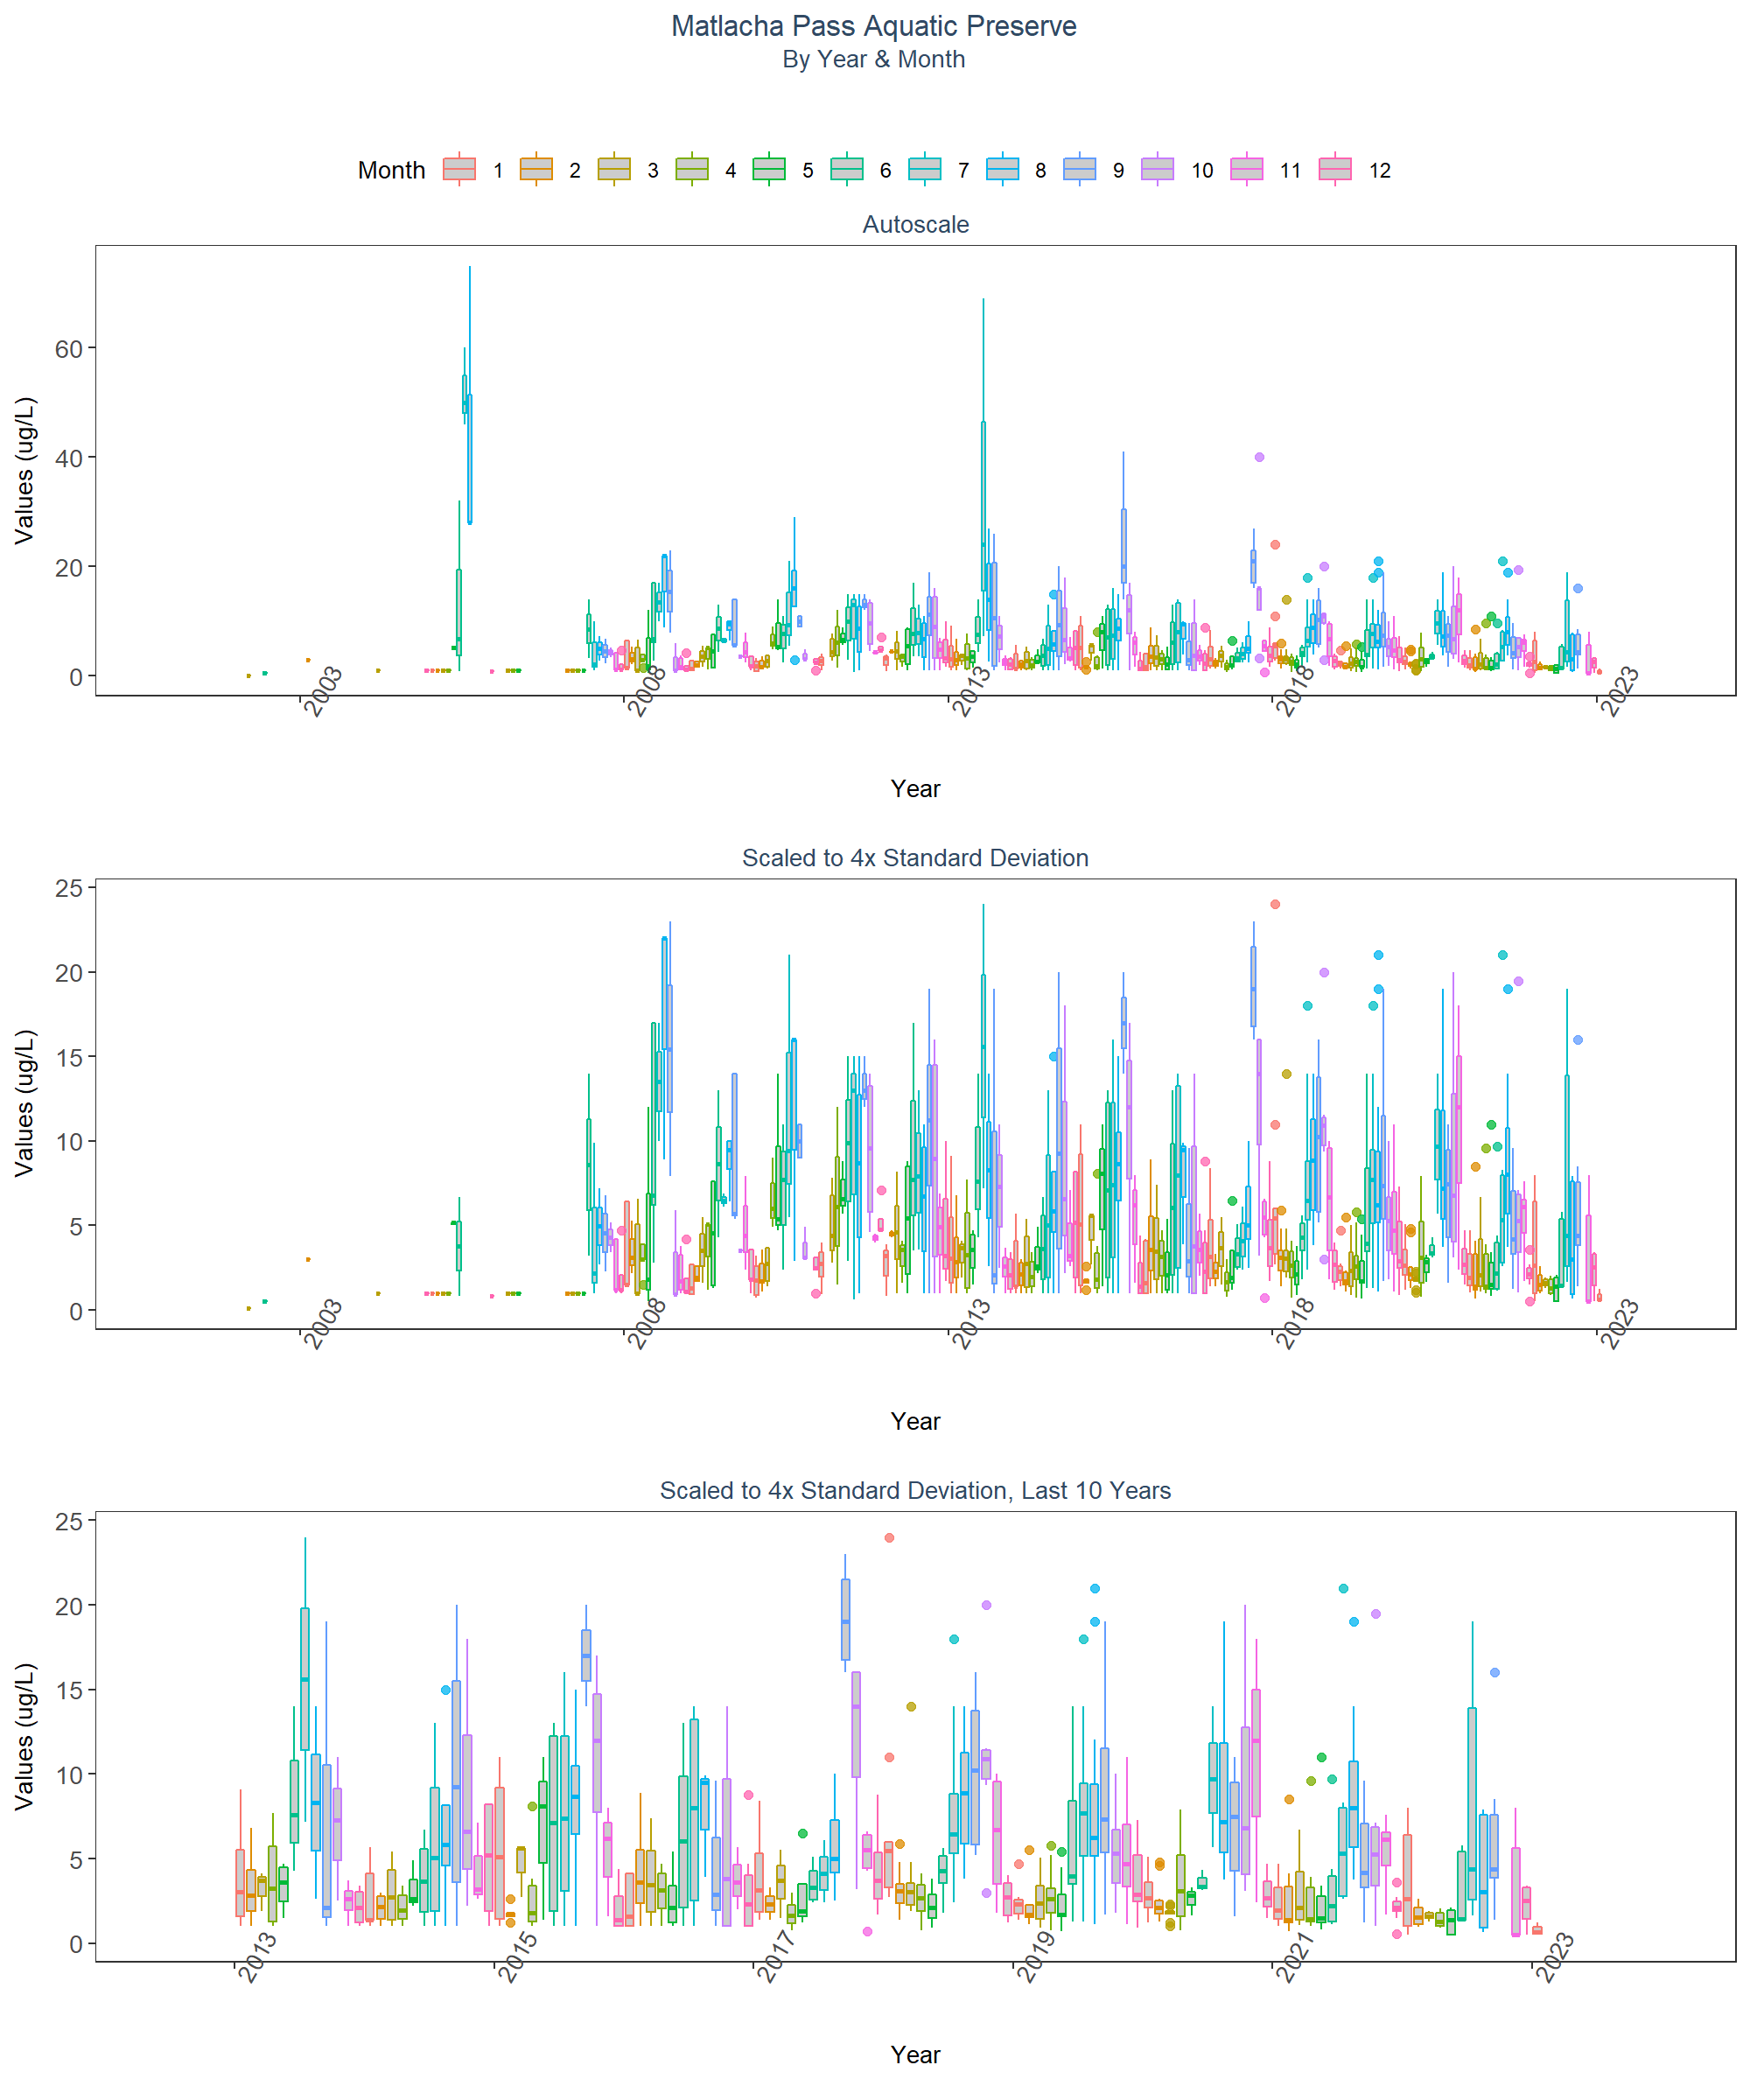 Matlacha Pass Aquatic Preserve
By Year & Month
Month 1 2 3 4 5 6 7 8 9 10 11 12
Autoscale
Values (ug/L)
60
40
20
0
2003 2008 2013 2018 2023
Year
Scaled to 4x Standard Deviation
Values (ug/L)
25
20
15
10
5
0
2003 2008 2013 2018 2023
Year
Scaled to 4x Standard Deviation, Last 10 Years
Values (ug/L)
25
20
15
10
5
0
2013 2015 2017 2019 2021 2023
Year